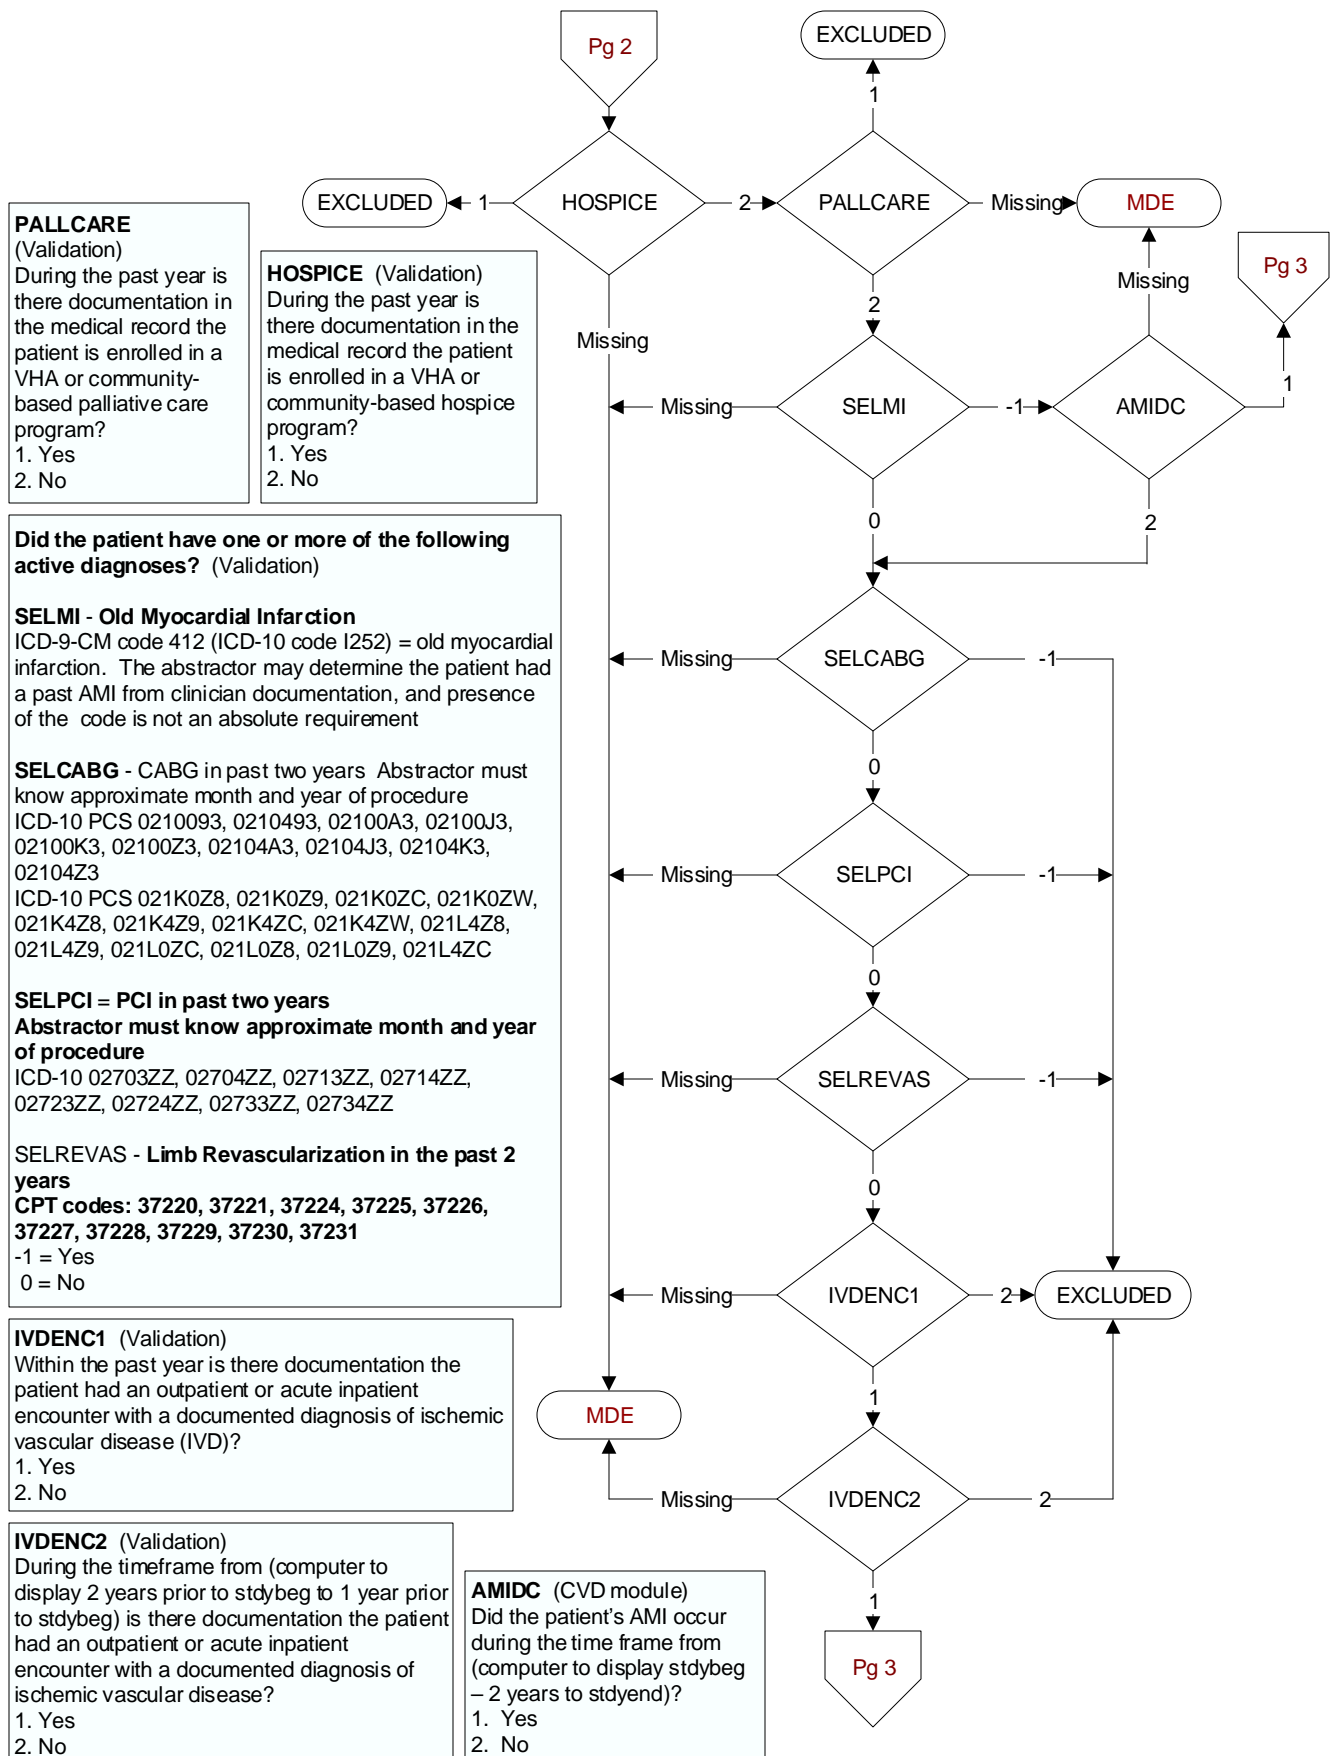 Pg 2
EXCLUDED
1
EXCLUDED
1
HOSPICE
2
PALLCARE
Missing
MDE
Missing
Pg 3
Missing
2
Missing
SELMI
-1
AMIDC
1
0
2
Missing
SELCABG
-1
0
Missing
SELPCI
-1
0
Missing
SELREVAS
-1
0
Missing
IVDENC1
2
EXCLUDED
1
MDE
Missing
IVDENC2
2
1
Pg 3
PALLCARE
(Validation)
During the past year is
there documentation in
the medical record the
patient is enrolled in a
VHA or community-
based palliative care
program?
1. Yes
2. No
HOSPICE (Validation)
During the past year is
there documentation in the
medical record the patient
is enrolled in a VHA or
community-based hospice
program?
1. Yes
2. No
Did the patient have one or more of the following
active diagnoses? (Validation)
SELMI - Old Myocardial Infarction
ICD-9-CM code 412 (ICD-10 code I252) = old myocardial
infarction. The abstractor may determine the patient had
a past AMI from clinician documentation, and presence
of the code is not an absolute requirement
SELCABG - CABG in past two years Abstractor must
know approximate month and year of procedure
ICD-10 PCS 0210093, 0210493, 02100A3, 02100J3,
02100K3, 02100Z3, 02104A3, 02104J3, 02104K3,
02104Z3
ICD-10 PCS 021K0Z8, 021K0Z9, 021K0ZC, 021K0ZW,
021K4Z8, 021K4Z9, 021K4ZC, 021K4ZW, 021L4Z8,
021L4Z9, 021L0ZC, 021L0Z8, 021L0Z9, 021L4ZC
SELPCI = PCI in past two years
Abstractor must know approximate month and year
of procedure
ICD-10 02703ZZ, 02704ZZ, 02713ZZ, 02714ZZ,
02723ZZ, 02724ZZ, 02733ZZ, 02734ZZ
SELREVAS - Limb Revascularization in the past 2
years
CPT codes: 37220, 37221, 37224, 37225, 37226,
37227, 37228, 37229, 37230, 37231
-1 = Yes
0 = No
IVDENC1 (Validation)
Within the past year is there documentation the
patient had an outpatient or acute inpatient
encounter with a documented diagnosis of ischemic
vascular disease (IVD)?
1. Yes
2. No
IVDENC2 (Validation)
During the timeframe from (computer to
display 2 years prior to stdybeg to 1 year prior
to stdybeg) is there documentation the patient
had an outpatient or acute inpatient
encounter with a documented diagnosis of
ischemic vascular disease?
1. Yes
2. No
AMIDC (CVD module)
Did the patient's AMI occur
during the time frame from
(computer to display stdybeg
– 2 years to stdyend)?
1. Yes
2. No